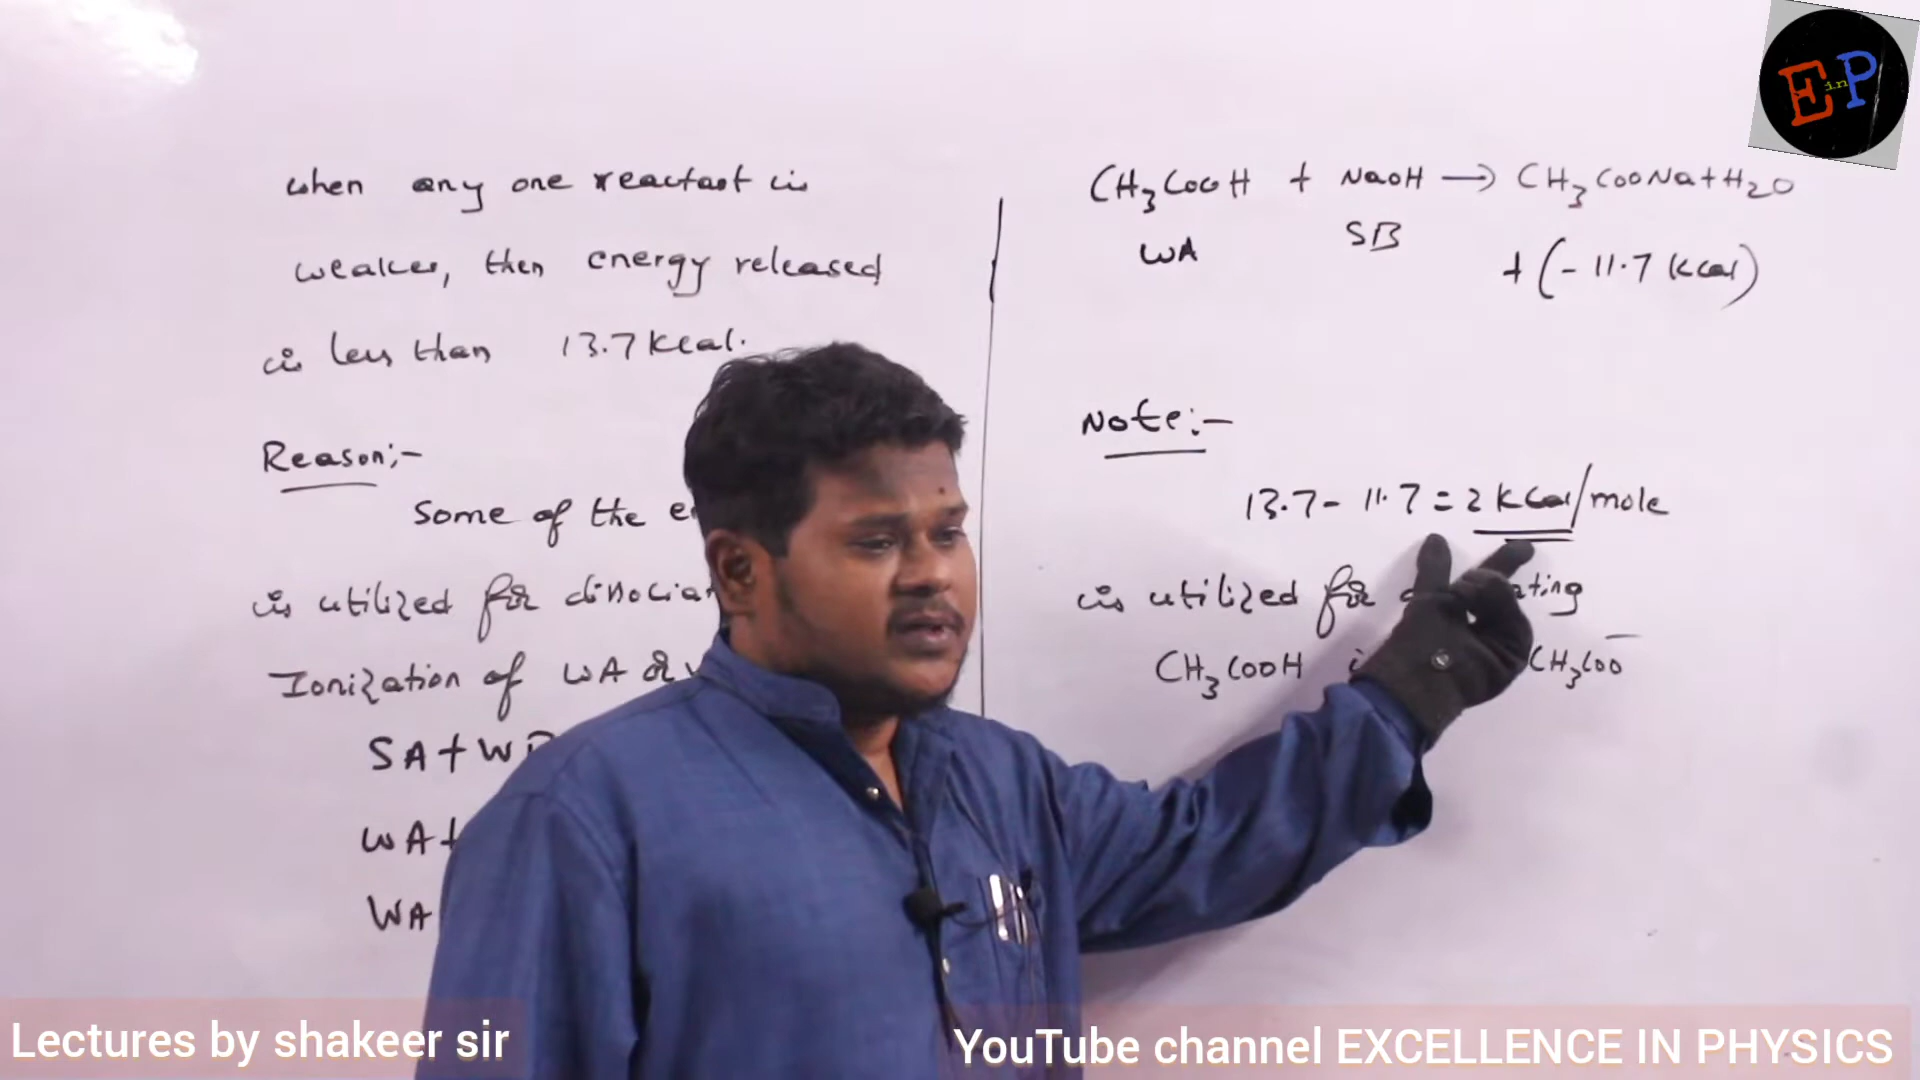 when any one reactant is
weaker, then energy released
is less than 13.7 Kcal.
Reason:-
Some of the
is utilized for
Ionization of WA or
SA + W
WA +
WA
CH₃COOH + NaOH → CH₃COONa + H₂O
WA SB
+ (- 11.7 Kcal)
Note:-
13.7 - 11.7 = 2 Kcal/mole
is utilized for
CH₃COOH CH₃COO⁻
E in P
Lectures by shakeer sir
YouTube channel EXCELLENCE IN PHYSICS